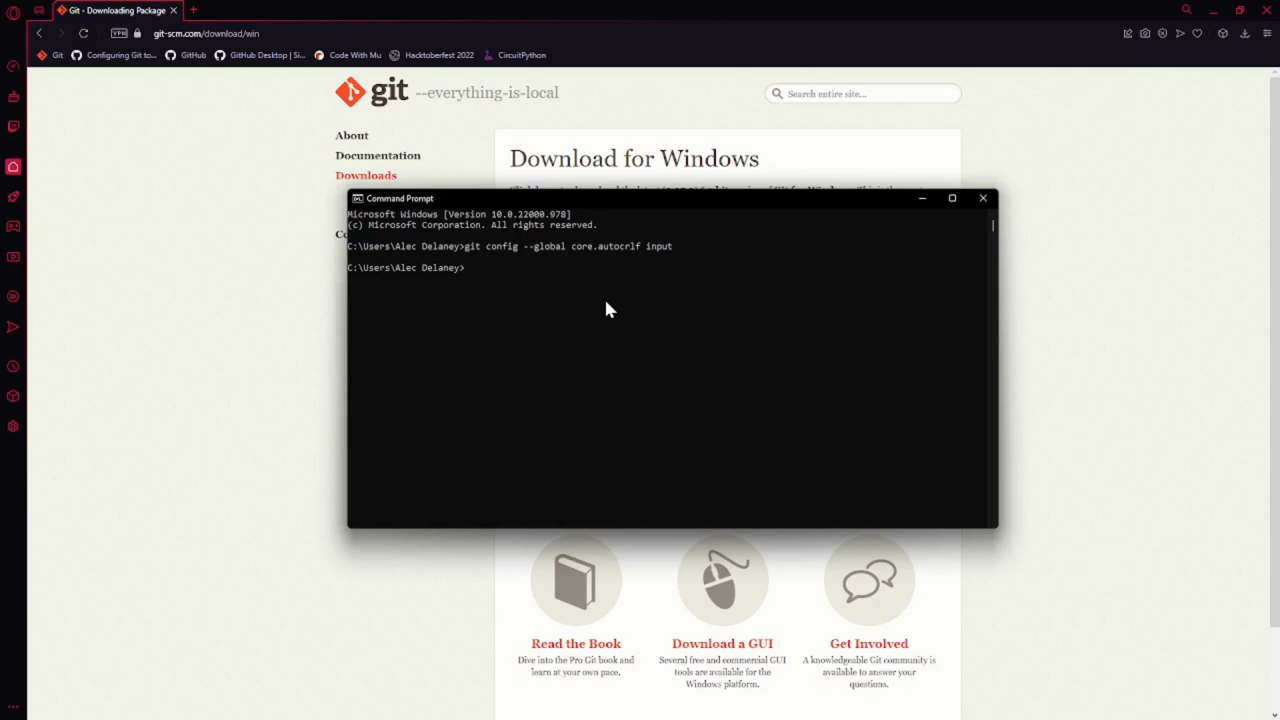 Git - Downloading Package
VPN
git-scm.com/download/win
Git
Configuring Git to...
GitHub
GitHub Desktop | Si...
Code With Mu
Hacktoberfest 2022
CircuitPython
git --everything-is-local
Search entire site...
About
Documentation
Downloads
Download for Windows
Command Prompt
Microsoft Windows [Version 10.0.22000.978]
(c) Microsoft Corporation. All rights reserved.
C:\Users\Alec Delaney>git config --global core.autocrlf input
C:\Users\Alec Delaney>
Read the Book
Dive into the Pro Git book and
learn at your own pace.
Download a GUI
Several free and commercial GUI
tools are available for the
Windows platform.
Get Involved
A knowledgeable Git community is
available to answer your
questions.